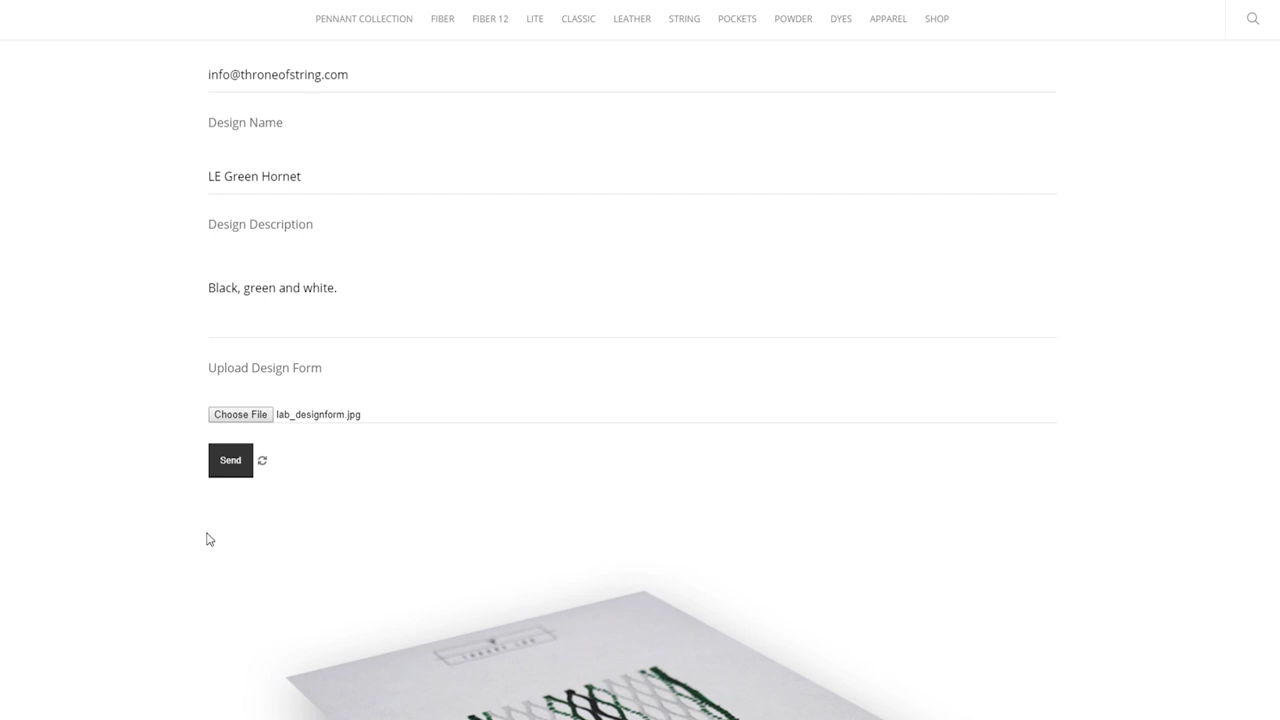 PENNANT COLLECTION FIBER FIBER 12 LITE CLASSIC LEATHER STRING POCKETS POWDER DYES APPAREL SHOP
info@throneofstring.com
Design Name
LE Green Hornet
Design Description
Black, green and white.
Upload Design Form
Choose File lab_designform.jpg
Send